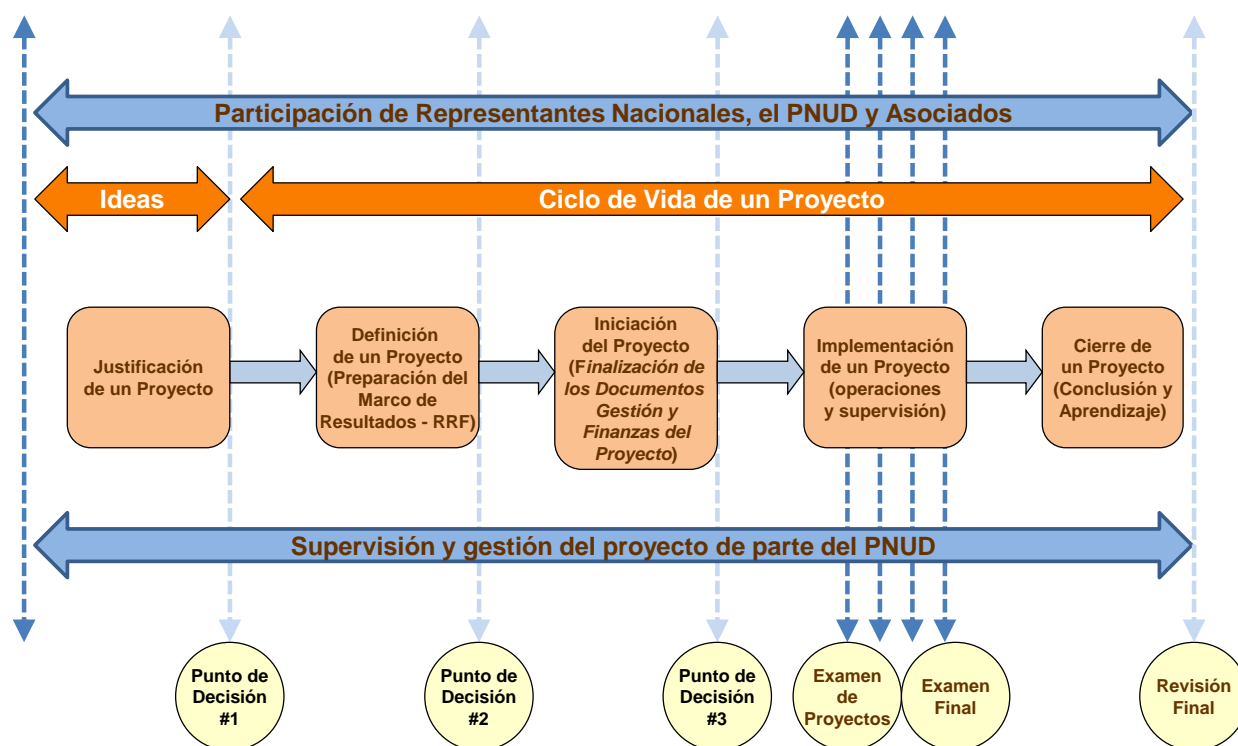 Participación de Representantes Nacionales, el PNUD y Asociados
Ideas
Ciclo de Vida de un Proyecto
Justificación
de un Proyecto
Definición
de un Proyecto
(Preparación del
Marco de
Resultados - RRF)
Iniciación
del Proyecto
(Finalización de
los Documentos
Gestión y
Finanzas del
Proyecto)
Implementación
de un Proyecto
(operaciones
y supervisión)
Cierre de
un Proyecto
(Conclusión y
Aprendizaje)
Supervisión y gestión del proyecto de parte del PNUD
Punto de
Decisión
#1
Punto de
Decisión
#2
Punto de
Decisión
#3
Examen
de
Proyectos
Examen
Final
Revisión
Final